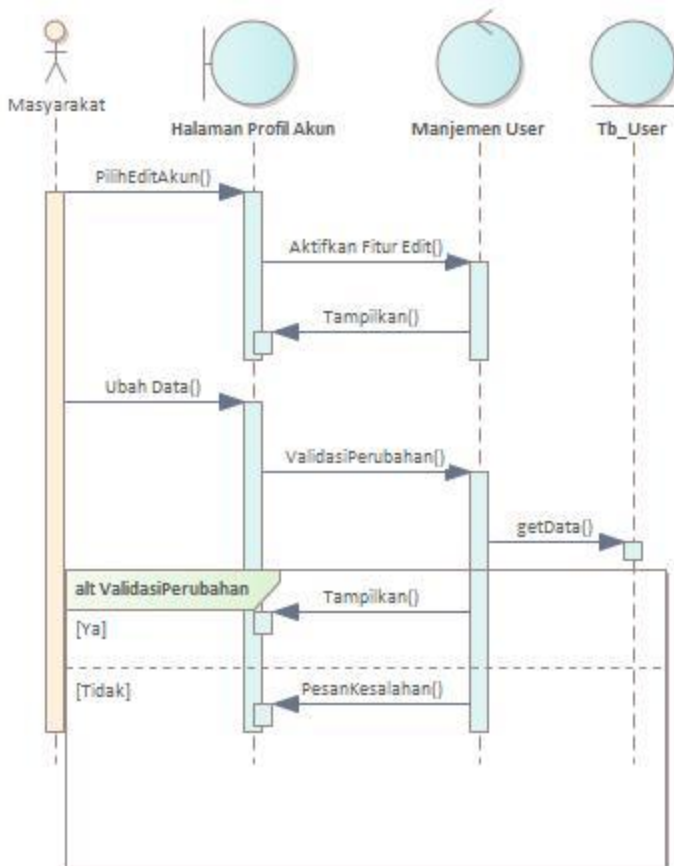 Masyarakat
Halaman Profil Akun
Manjemen User
Tb_User
PilihEditAkun()
Aktifkan Fitur Edit()
Tampilkan()
Ubah Data()
ValidasiPerubahan()
getData()
alt ValidasiPerubahan
Tampilkan()
[Ya]
[Tidak]
PesanKesalahan()